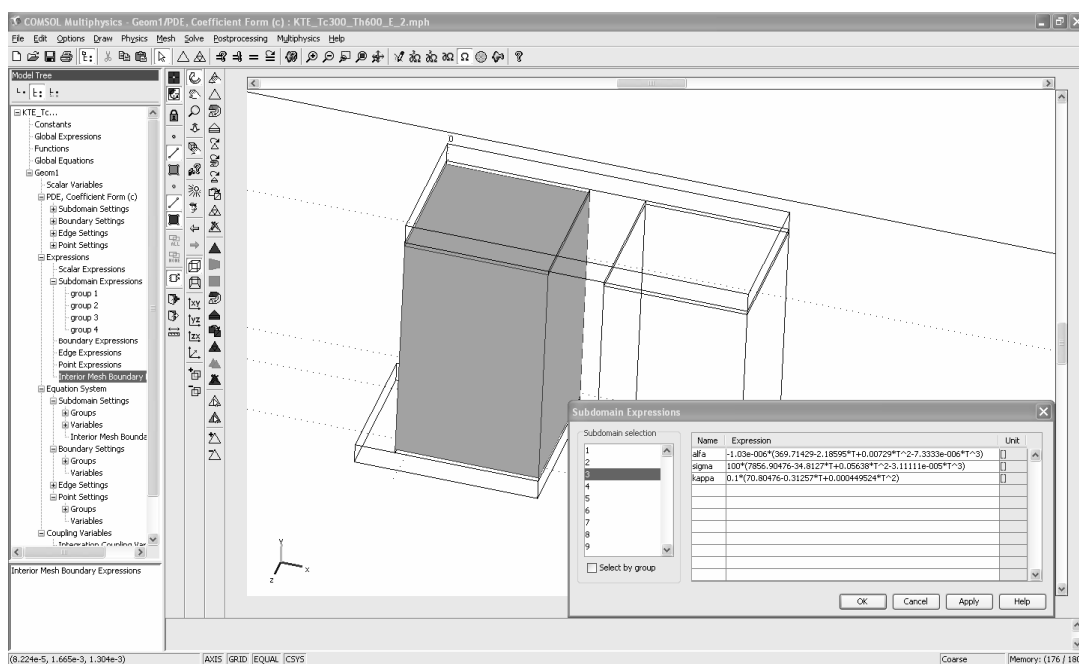 COMSOL Multiphysics - Geom1/PDE, Coefficient Form (c) : KTE_Tc300_Th600_E_2.mph
File Edit Options Draw Physics Mesh Solve Postprocessing Multiphysics Help
Model Tree
KTE_Tc...
Constants
Global Expressions
Functions
Global Equations
Geom1
Scalar Variables
PDE, Coefficient Form (c)
Subdomain Settings
Boundary Settings
Edge Settings
Point Settings
Expressions
Scalar Expressions
Subdomain Expressions
group 1
group 2
group 3
group 4
Boundary Expressions
Edge Expressions
Point Expressions
Interior Mesh Boundary
Equation System
Subdomain Settings
Groups
Variables
Interior Mesh Bounda
Boundary Settings
Groups
Variables
Edge Settings
Point Settings
Groups
Variables
Coupling Variables
Integration Coupling Var
Interior Mesh Boundary Expressions
0
y
x
z
Subdomain Expressions
Subdomain selection
1
2
3
4
5
6
7
8
9
Select by group
Name Expression Unit
alfa -1.03e-006*(369.71429-2.18595*T+0.00729*T^2-7.3333e-006*T^3) []
sigma 100*(7856.90476-34.8127*T+0.05638*T^2-3.11111e-005*T^3) []
kappa 0.1*(70.80476-0.31257*T+0.000449524*T^2) []
OK Cancel Apply Help
(8.224e-5, 1.665e-3, 1.304e-3) AXIS GRID EQUAL CSYS Coarse Memory: (176 / 180